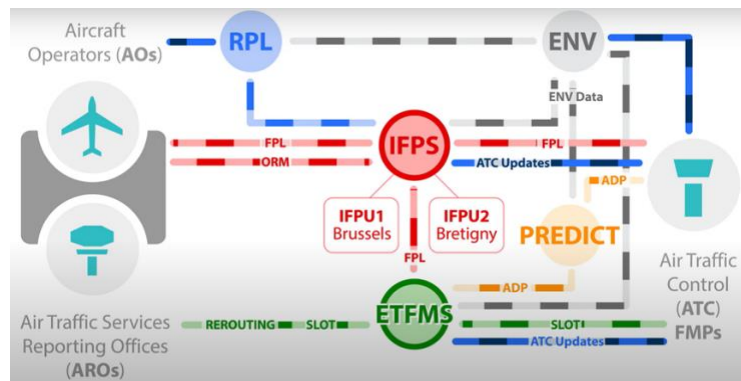 Aircraft
Operators (AOs)
RPL
ENV
ENV Data
FPL
ORM
IFPS
FPL
ATC Updates
IFPU1
Brussels
IFPU2
Bretigny
FPL
ADP
PREDICT
ADP
ETFMS
REROUTING
SLOT
SLOT
ATC Updates
Air Traffic
Control
(ATC)
FMPs
Air Traffic Services
Reporting Offices
(AROs)